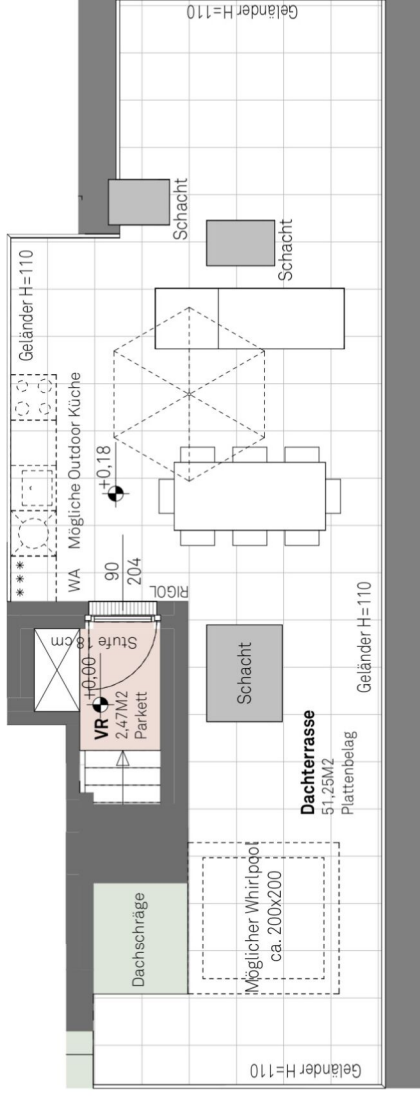 Geländer H=110
Schacht
Schacht
Geländer H=110
Mögliche Outdoor Küche
+0,18
WA
90
204
RIGOL
Stufe 18 cm
+0,00
VR
2,47M2
Parkett
Schacht
Geländer H=110
Dachterrasse
51,25M2
Plattenbelag
Dachschräge
Möglicher Whirlpool
ca. 200x200
Geländer H=110